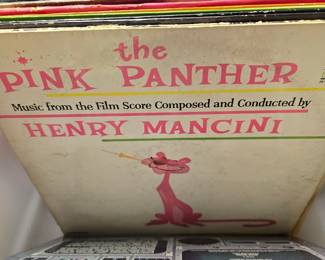 the
PINK PANTHER
Music from the Film Score Composed and Conducted by
HENRY MANCINI